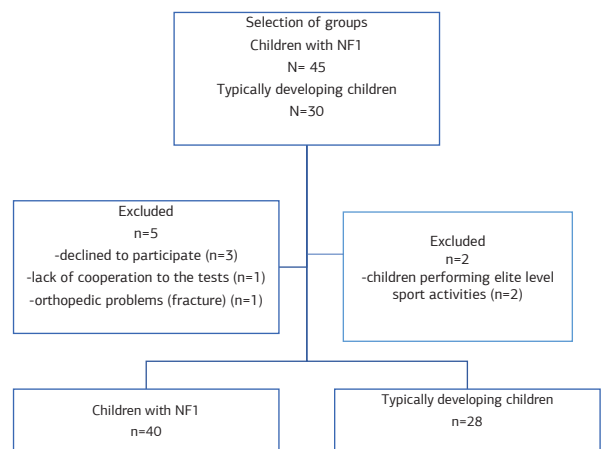 Selection of groups
Children with NF1
N= 45
Typically developing children
N=30
Excluded
n=5
-declined to participate (n=3)
-lack of cooperation to the tests (n=1)
-orthopedic problems (fracture) (n=1)
Excluded
n=2
-children performing elite level
sport activities (n=2)
Children with NF1
n=40
Typically developing children
n=28